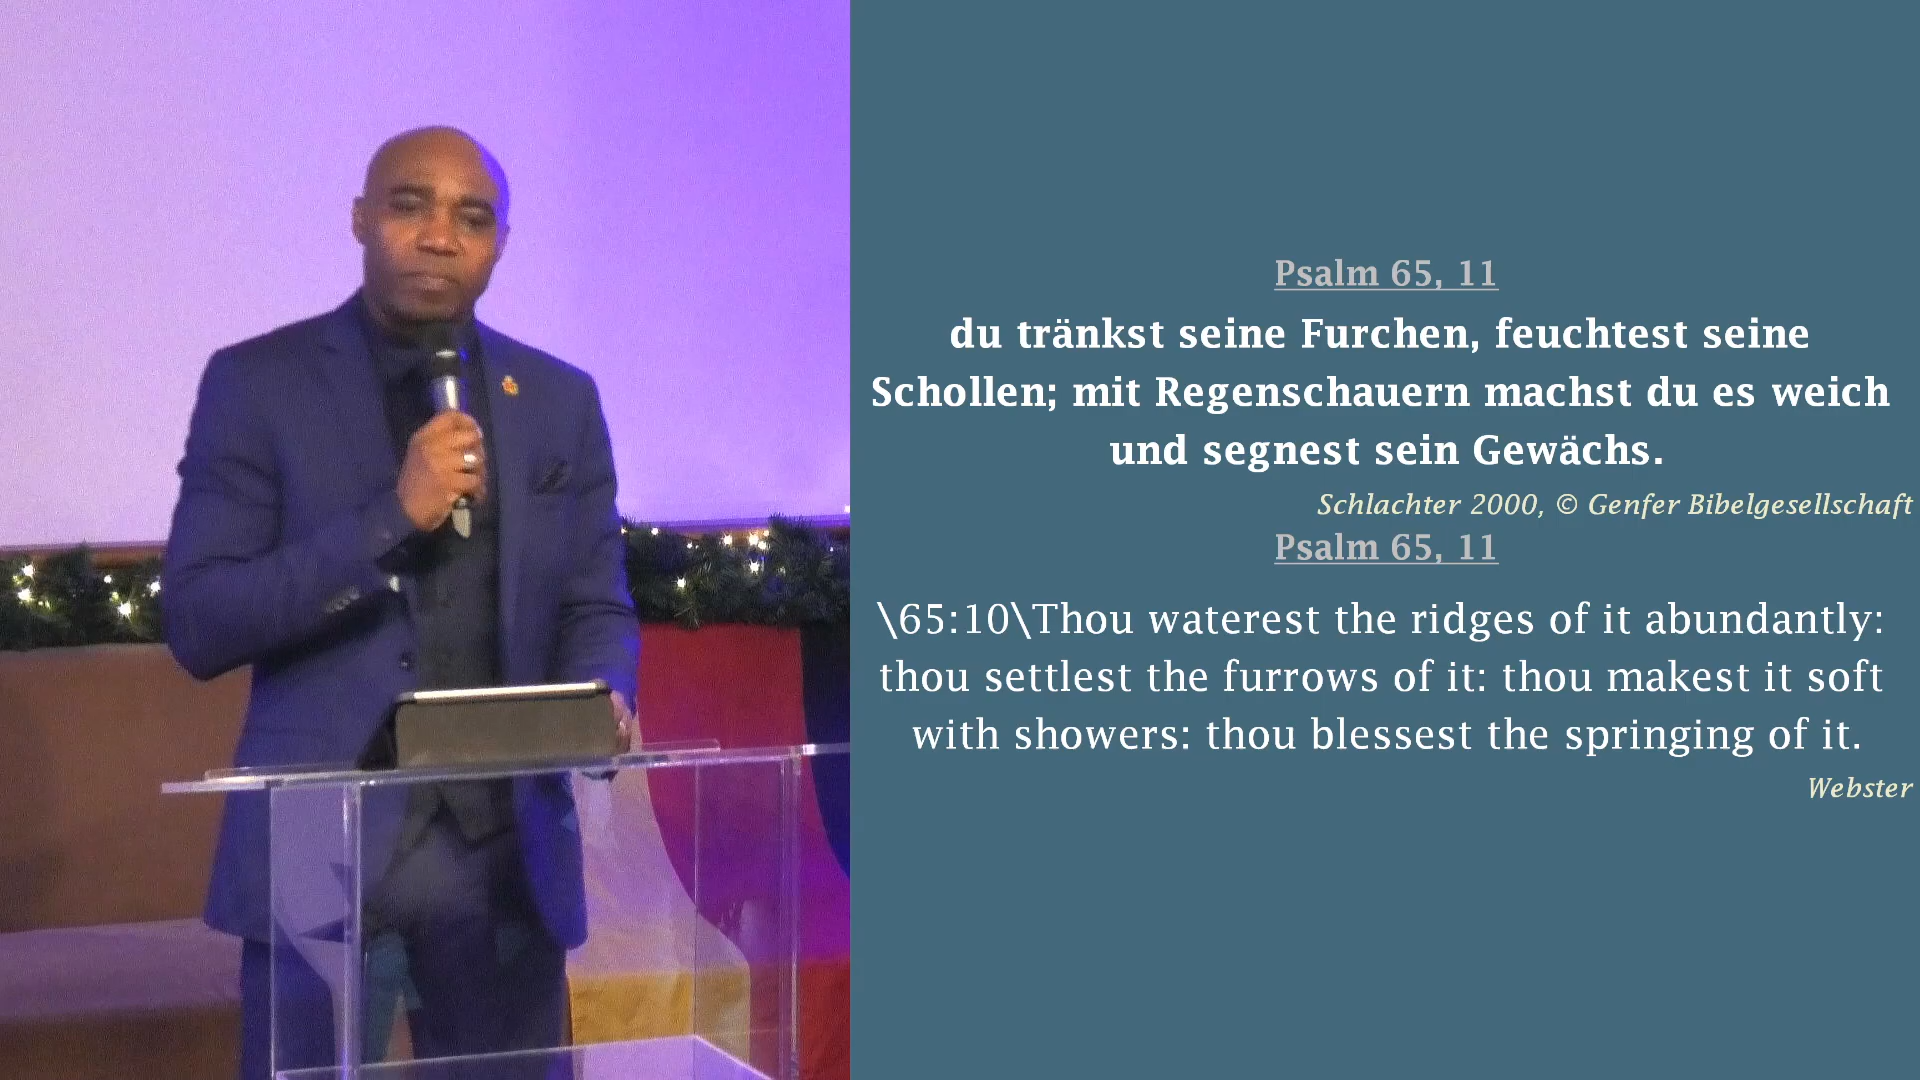 Psalm 65, 11
du tränkst seine Furchen, feuchtest seine
Schollen; mit Regenschauern machst du es weich
und segnest sein Gewächs.
Schlachter 2000, © Genfer Bibelgesellschaft
Psalm 65, 11
\65:10\Thou waterest the ridges of it abundantly:
thou settlest the furrows of it: thou makest it soft
with showers: thou blessest the springing of it.
Webster